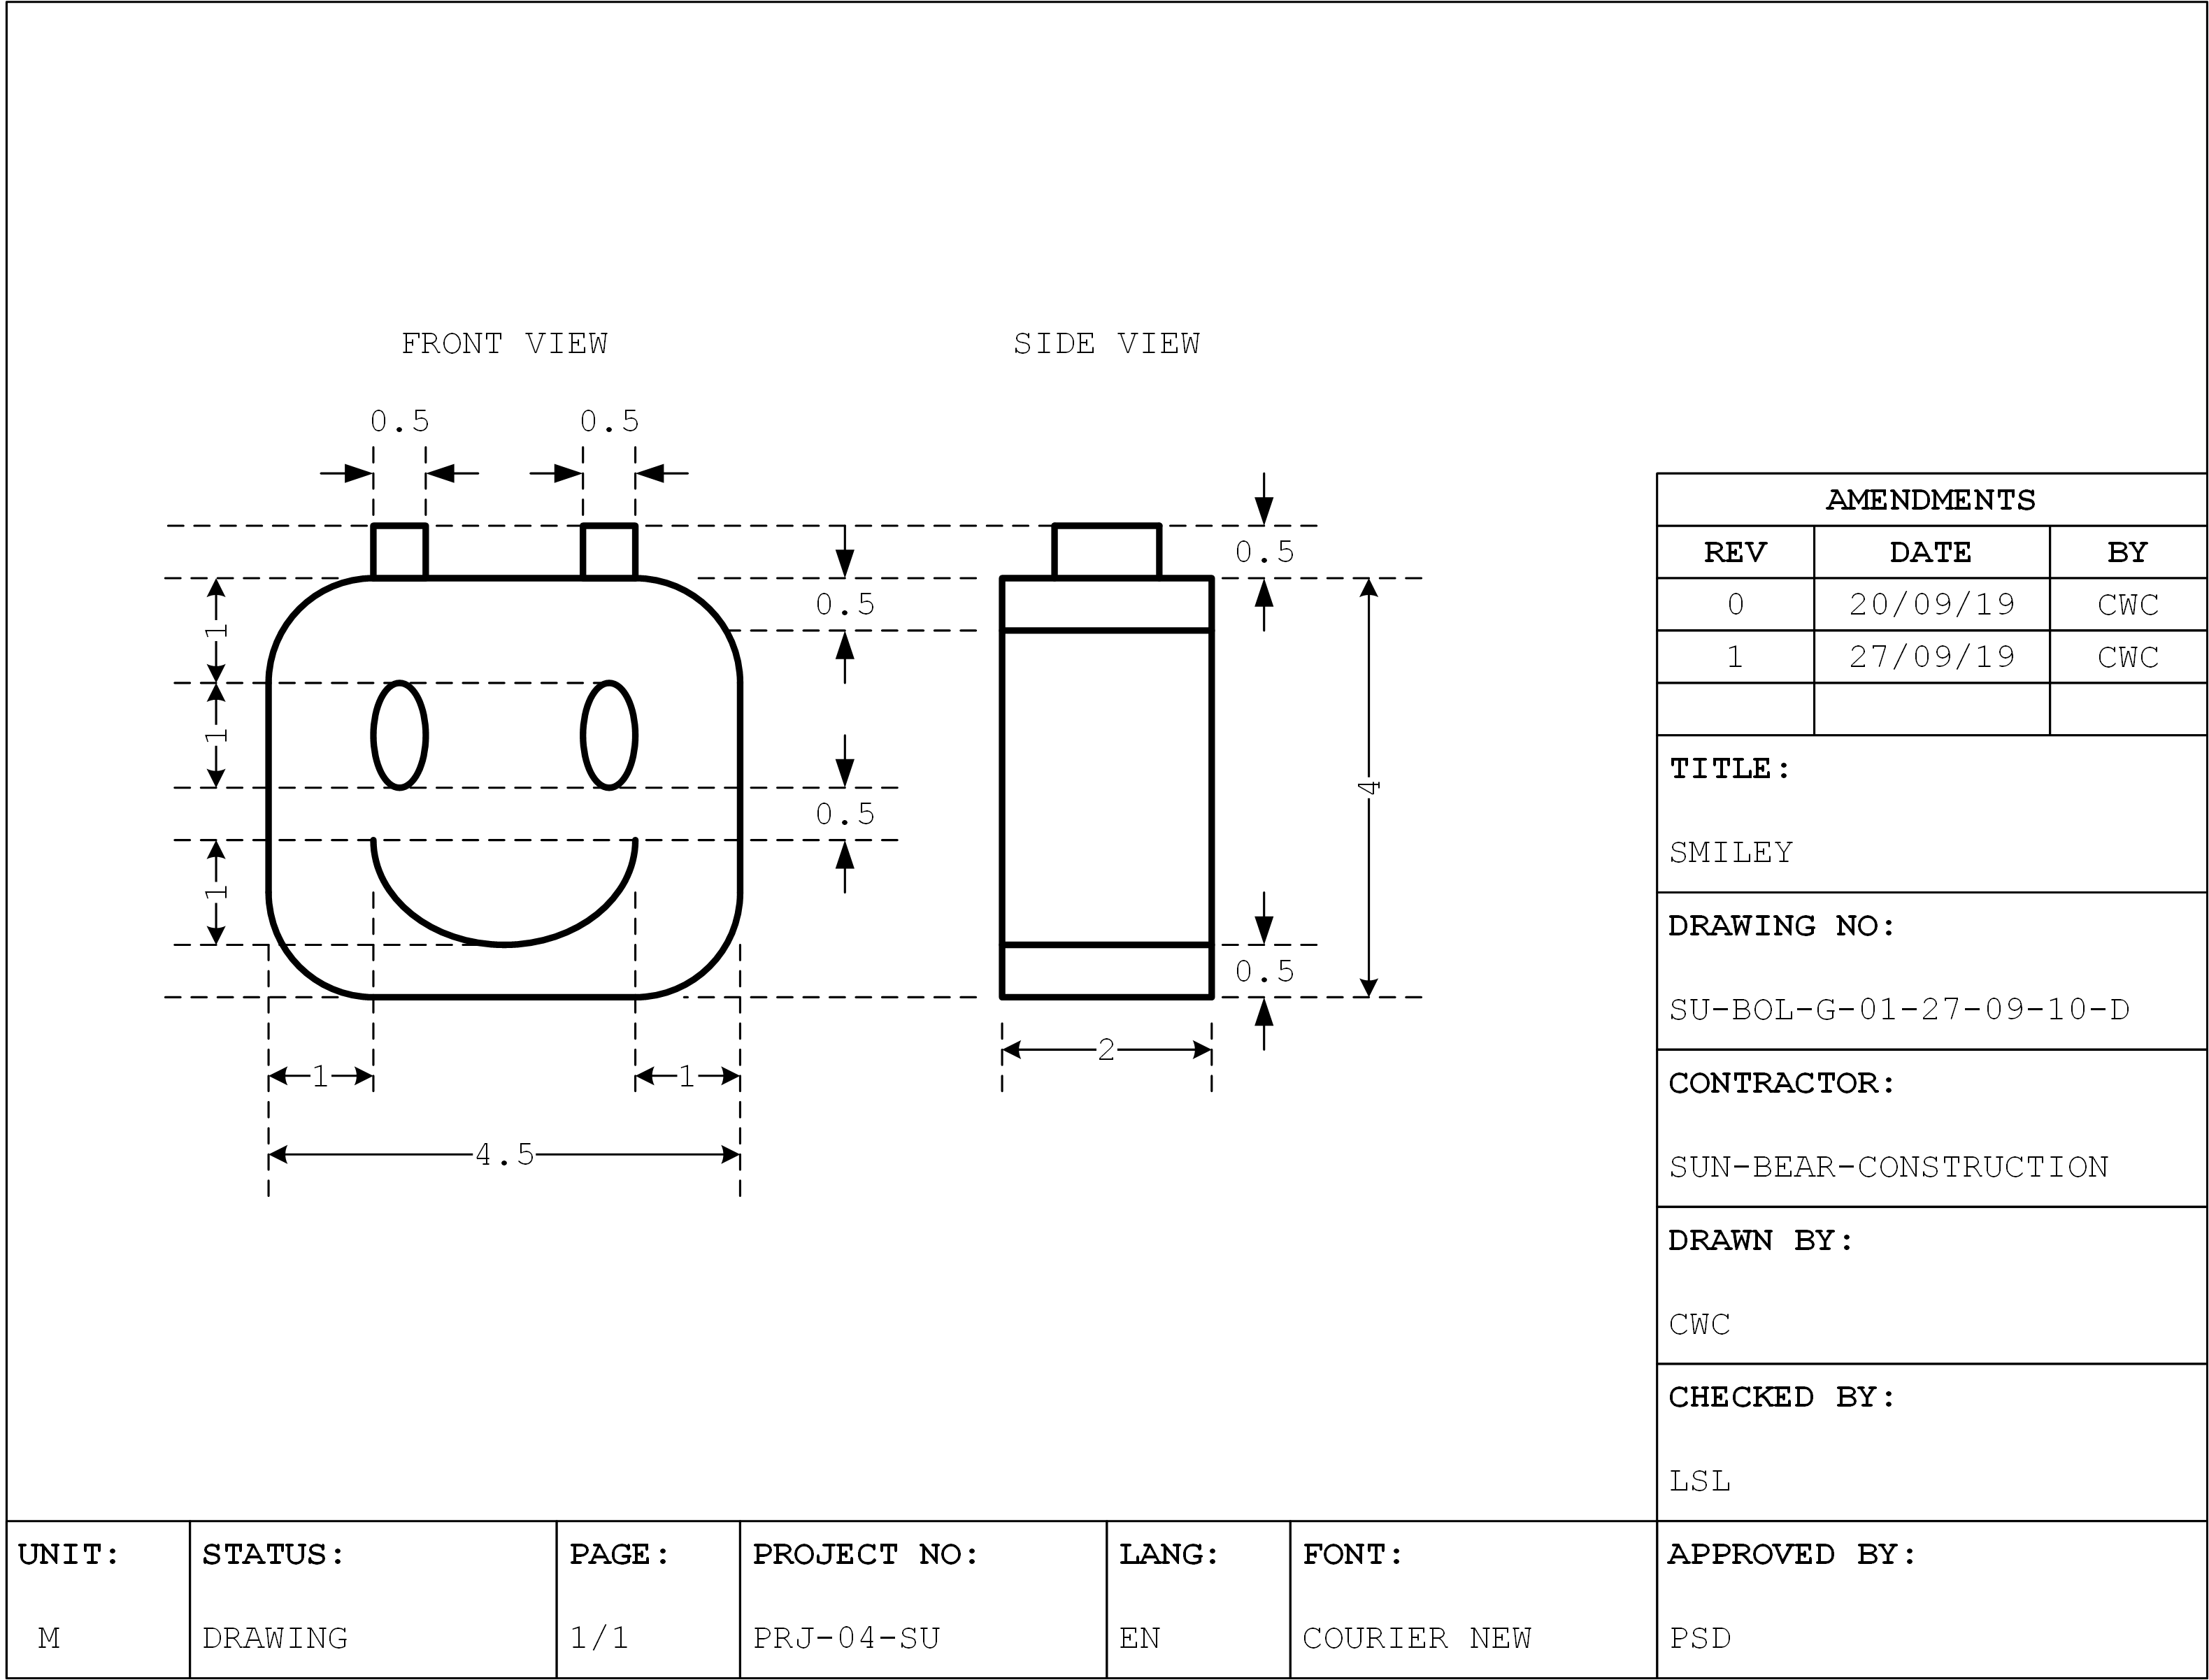 FRONT VIEW
SIDE VIEW
0.5
0.5
0.5
0.5
1
1
0.5
4
1
0.5
2
1
1
4.5
AMENDMENTS
REV DATE BY
0 20/09/19 CWC
1 27/09/19 CWC
TITLE:
SMILEY
DRAWING NO:
SU-BOL-G-01-27-09-10-D
CONTRACTOR:
SUN-BEAR-CONSTRUCTION
DRAWN BY:
CWC
CHECKED BY:
LSL
UNIT: STATUS: PAGE: PROJECT NO: LANG: FONT: APPROVED BY:
M DRAWING 1/1 PRJ-04-SU EN COURIER NEW PSD